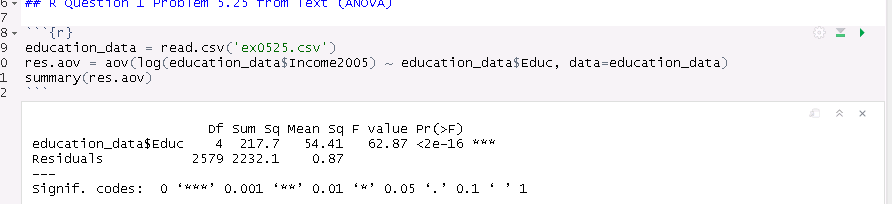 6 ## R Question 1 Problem 5.25 from Text (ANOVA)
7
8 ```{r}
9 education_data = read.csv('ex0525.csv')
0 res.aov = aov(log(education_data$Income2005) ~ education_data$Educ, data=education_data)
1 summary(res.aov)
2 ```
Df Sum Sq Mean Sq F value Pr(>F)
education_data$Educ 4 217.7 54.41 62.87 <2e-16 ***
Residuals 2579 2232.1 0.87
---
Signif. codes: 0 ‘***’ 0.001 ‘**’ 0.01 ‘*’ 0.05 ‘.’ 0.1 ‘ ’ 1